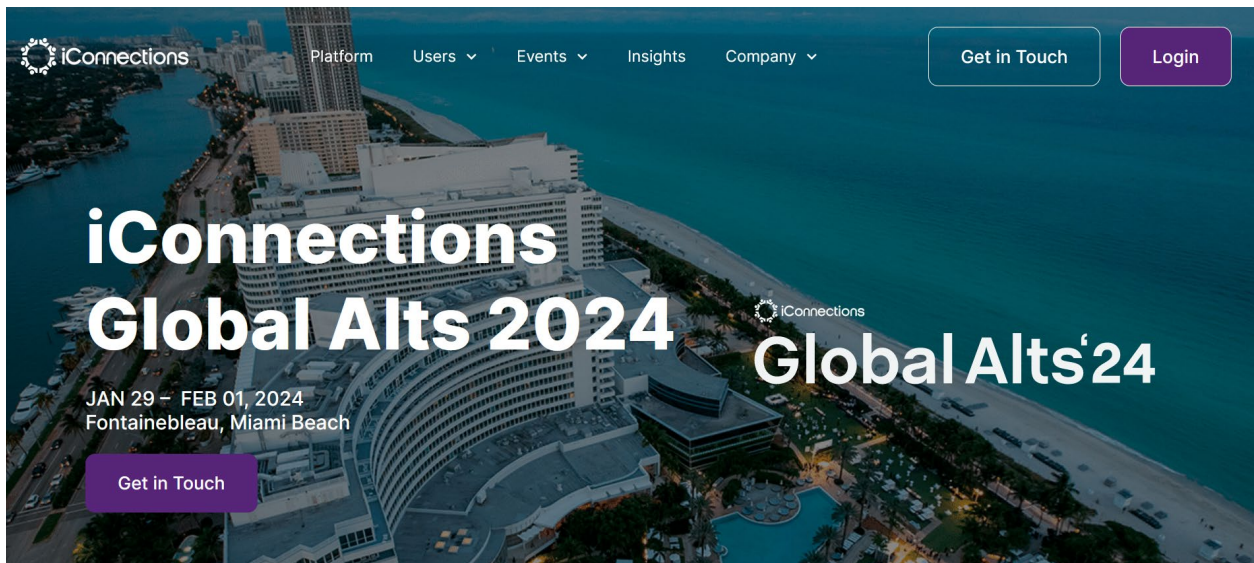 iConnections
Platform Users Events Insights Company Get in Touch Login
iConnections
Global Alts 2024
JAN 29 – FEB 01, 2024
Fontainebleau, Miami Beach
Get in Touch
iConnections
Global Alts‘24